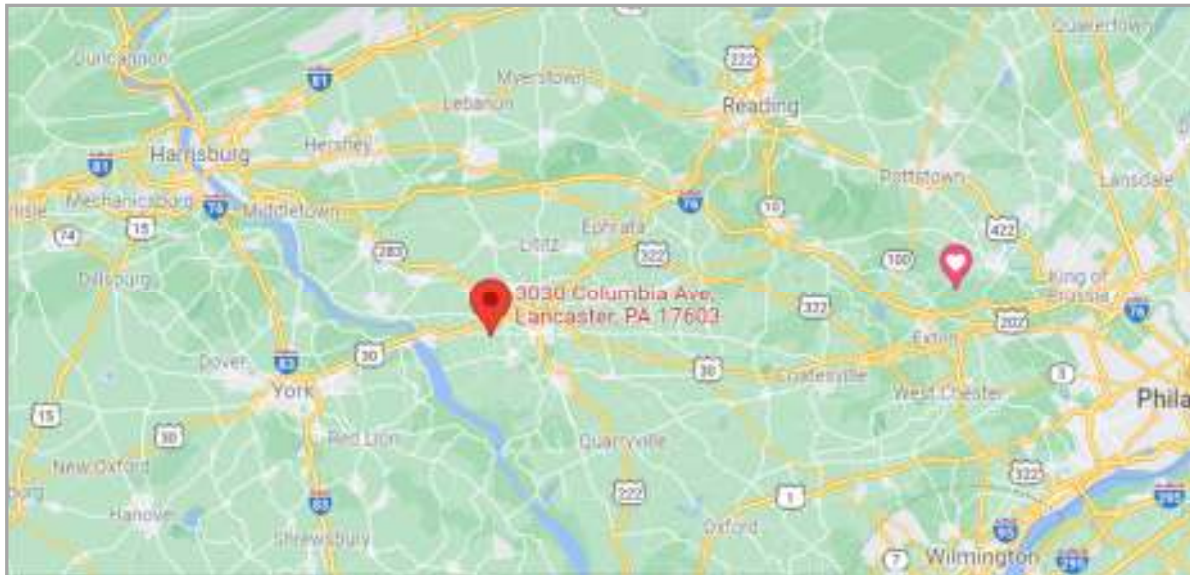 Duncannon
Quakertown
81
222
Myerstown
Reading
Lebanon
Hershey
Harrisburg
81
Pottstown
Lansdale
Mechanicsburg
76
Middletown
76
10
15
74
Ephrata
422
283
Lititz
322
100
Dillsburg
King of
Prussia
3030 Columbia Ave,
Lancaster, PA 17603
322
202
76
Exton
Dover
83
30
York
30
Coatesville
3
West Chester
Phila
15
30
Red Lion
Quarryville
New Oxford
322
222
83
1
Hanover
Oxford
95
Shrewsbury
7
Wilmington